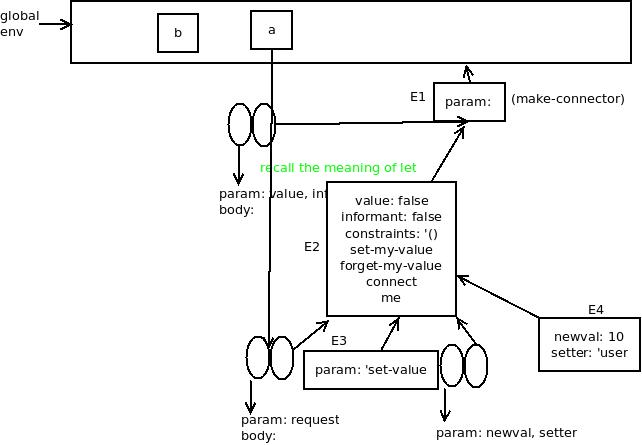 global
env
b
a
E1
param:
(make-connector)
recall the meaning of let
param: value, inf
body:
E2
value: false
informant: false
constraints: '()
set-my-value
forget-my-value
connect
me
E3
param: 'set-value
E4
newval: 10
setter: 'user
param: request
body:
param: newval, setter